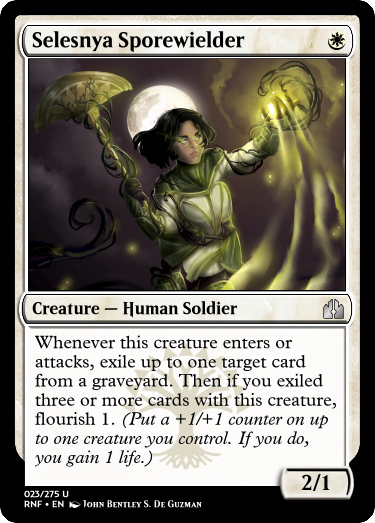 Selesnya Sporewielder
Creature — Human Soldier
Whenever this creature enters or
attacks, exile up to one target card
from a graveyard. Then if you exiled
three or more cards with this creature,
flourish 1. (Put a +1/+1 counter on up
to one creature you control. If you do,
you gain 1 life.)
2/1
023/275 U
RNF • EN John Bentley S. De Guzman